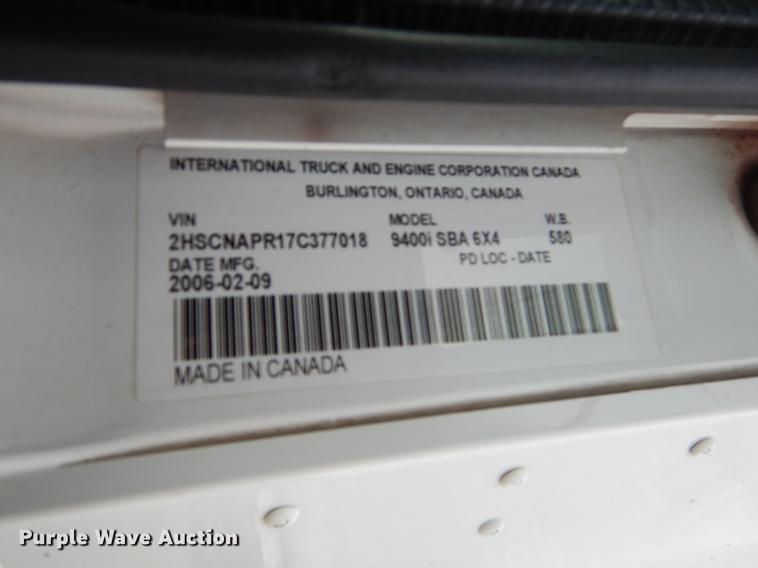 INTERNATIONAL TRUCK AND ENGINE CORPORATION CANADA
BURLINGTON, ONTARIO, CANADA
VIN MODEL W.B.
2HSCNAPR17C377018 9400i SBA 6X4 580
DATE MFG. PD LOC - DATE
2006-02-09
MADE IN CANADA
Purple Wave Auction